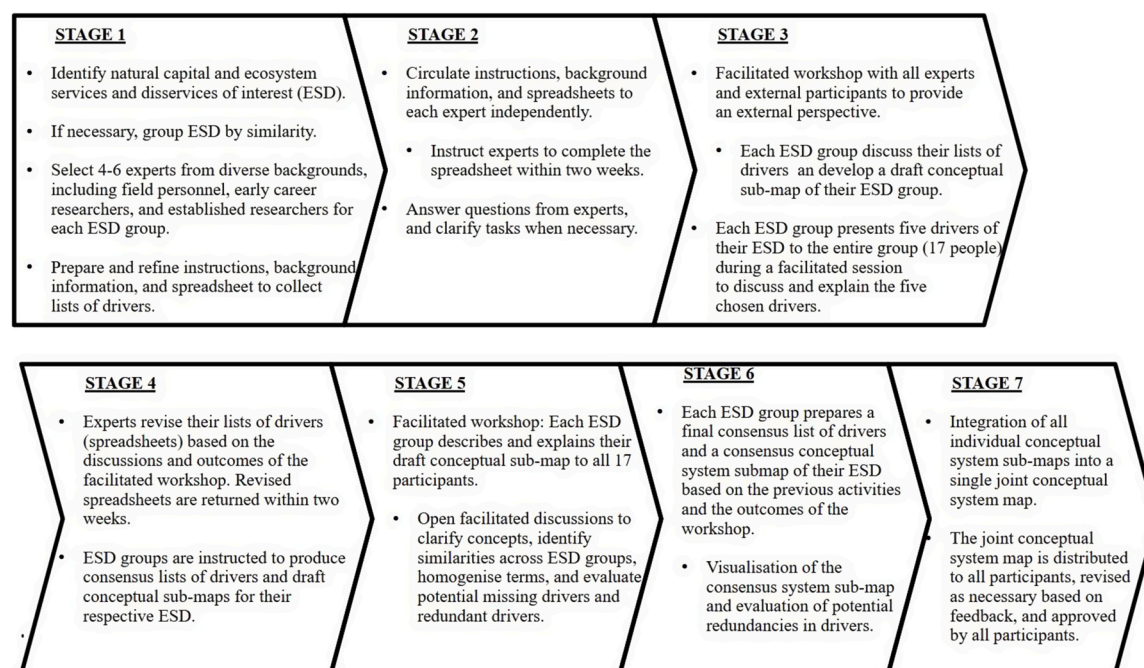 STAGE 1
• Identify natural capital and ecosystem
services and disservices of interest (ESD).
• If necessary, group ESD by similarity.
• Select 4-6 experts from diverse backgrounds,
including field personnel, early career
researchers, and established researchers for
each ESD group.
• Prepare and refine instructions, background
information, and spreadsheet to collect
lists of drivers.
STAGE 2
• Circulate instructions, background
information, and spreadsheets to
each expert independently.
• Instruct experts to complete the
spreadsheet within two weeks.
• Answer questions from experts,
and clarify tasks when necessary.
STAGE 3
• Facilitated workshop with all experts
and external participants to provide
an external perspective.
• Each ESD group discuss their lists of
drivers an develop a draft conceptual
sub-map of their ESD group.
• Each ESD group presents five drivers of
their ESD to the entire group (17 people)
during a facilitated session
to discuss and explain the five
chosen drivers.
STAGE 4
• Experts revise their lists of drivers
(spreadsheets) based on the
discussions and outcomes of the
facilitated workshop. Revised
spreadsheets are returned within two
weeks.
• ESD groups are instructed to produce
consensus lists of drivers and draft
conceptual sub-maps for their
respective ESD.
STAGE 5
• Facilitated workshop: Each ESD
group describes and explains their
draft conceptual sub-map to all 17
participants.
• Open facilitated discussions to
clarify concepts, identify
similarities across ESD groups,
homogenise terms, and evaluate
potential missing drivers and
redundant drivers.
STAGE 6
• Each ESD group prepares a
final consensus list of drivers
and a consensus conceptual
system submap of their ESD
based on the previous activities
and the outcomes of the
workshop.
• Visualisation of the
consensus system sub-map
and evaluation of potential
redundancies in drivers.
STAGE 7
• Integration of all
individual conceptual
system sub-maps into a
single joint conceptual
system map.
• The joint conceptual
system map is distributed
to all participants, revised
as necessary based on
feedback, and approved
by all participants.